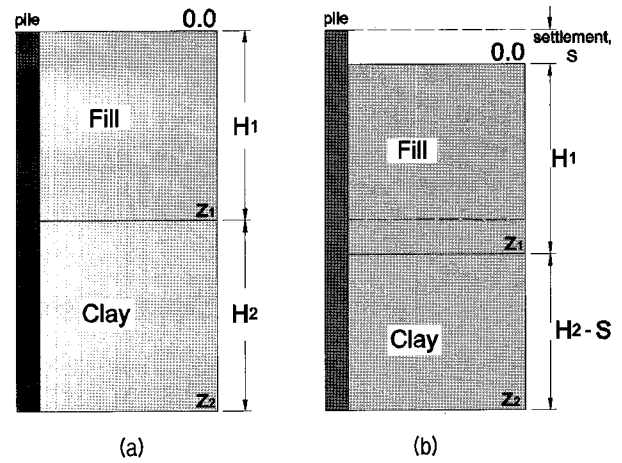 pile
0.0
Fill
H1
Z1
Clay
H2
Z2
(a)
pile
settlement,
S
0.0
Fill
H1
Z1
Clay
H2 - S
Z2
(b)